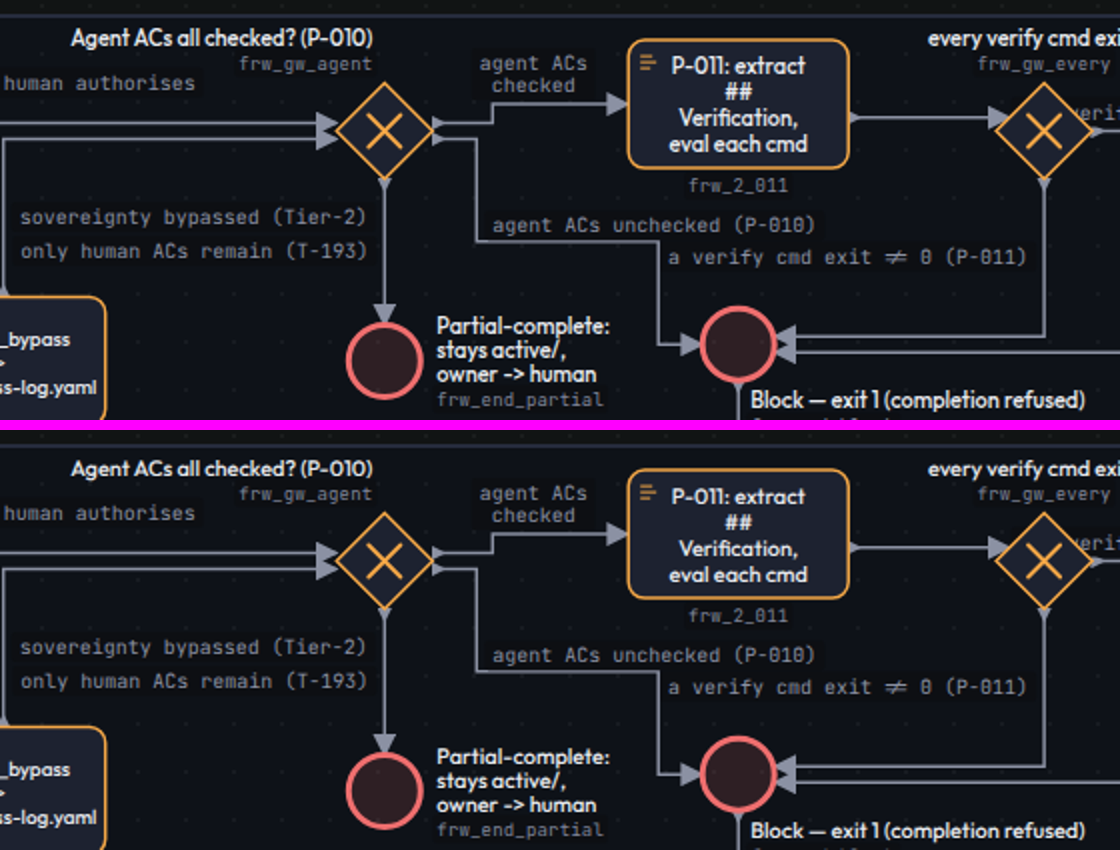 Agent ACs all checked? (P-010)
frw_gw_agent
human authorises
agent ACs
checked
P-011: extract
##
Verification,
eval each cmd
frw_2_011
every verify cmd exi
frw_gw_every
verif
sovereignty bypassed (Tier-2)
only human ACs remain (T-193)
agent ACs unchecked (P-010)
a verify cmd exit ≠ 0 (P-011)
_bypass
>
ss-log.yaml
Partial-complete:
stays active/,
owner -> human
frw_end_partial
Block — exit 1 (completion refused)
Agent ACs all checked? (P-010)
frw_gw_agent
human authorises
agent ACs
checked
P-011: extract
##
Verification,
eval each cmd
frw_2_011
every verify cmd exi
frw_gw_every
verif
sovereignty bypassed (Tier-2)
only human ACs remain (T-193)
agent ACs unchecked (P-010)
a verify cmd exit ≠ 0 (P-011)
_bypass
>
ss-log.yaml
Partial-complete:
stays active/,
owner -> human
frw_end_partial
Block — exit 1 (completion refused)